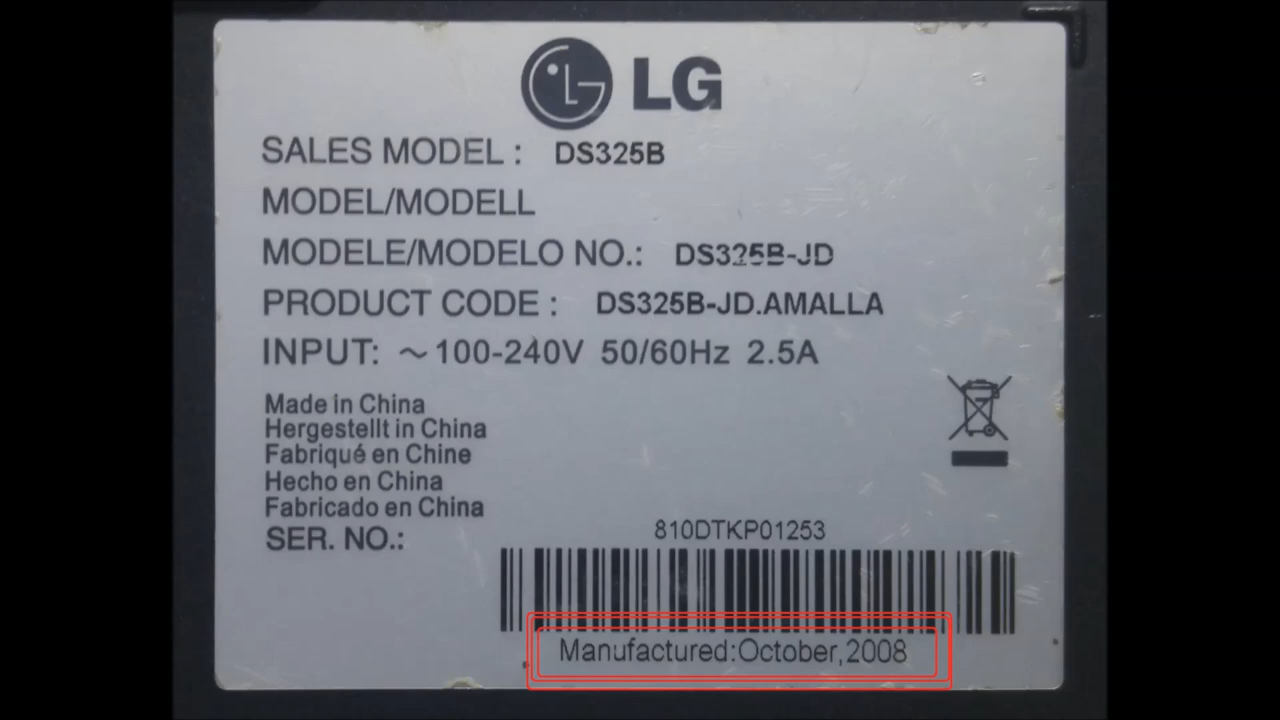 LG
SALES MODEL : DS325B
MODEL/MODELL
MODELE/MODELO NO.: DS325B-JD
PRODUCT CODE : DS325B-JD.AMALLA
INPUT: ~100-240V 50/60Hz 2.5A
Made in China
Hergestellt in China
Fabriqué en Chine
Hecho en China
Fabricado en China
SER. NO.:
810DTKP01253
Manufactured:October,2008